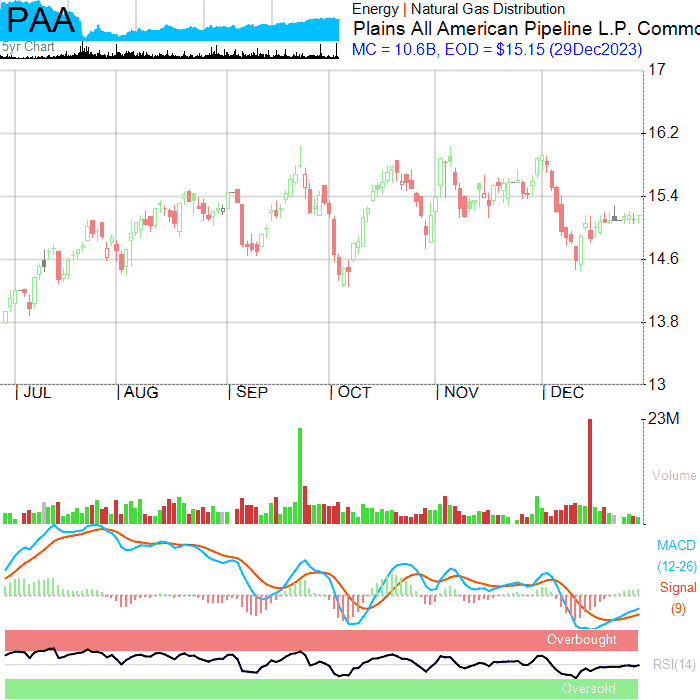 PAA
5yr Chart
Energy | Natural Gas Distribution
Plains All American Pipeline L.P. Commo
MC = 10.6B, EOD = $15.15 (29Dec2023)
17
16.2
15.4
14.6
13.8
13
|JUL |AUG |SEP |OCT |NOV |DEC
23M
Volume
MACD
(12-26)
Signal
(9)
Overbought
RSI(14)
Oversold